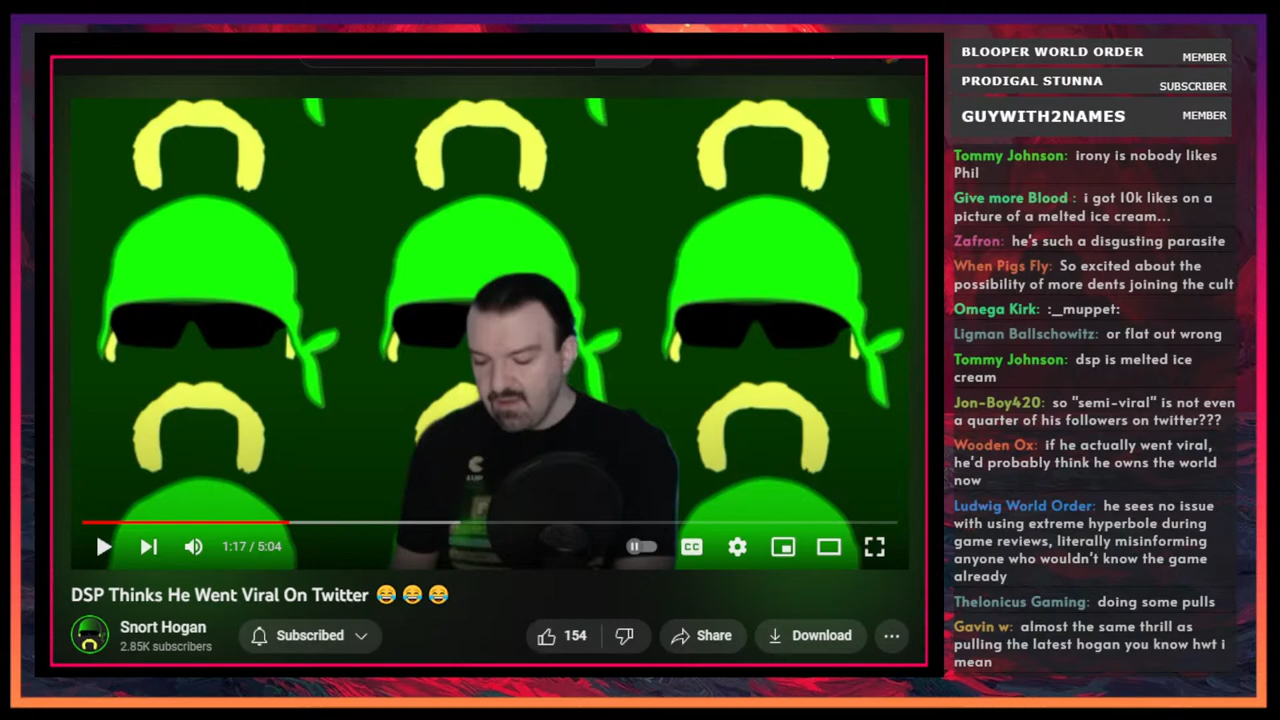 BLOOPER WORLD ORDER
MEMBER
PRODIGAL STUNNA
SUBSCRIBER
GUYWITH2NAMES
MEMBER
Tommy Johnson: irony is nobody likes
Phil
Give more Blood : i got 10k likes on a
picture of a melted ice cream...
Zafron: he's such a disgusting parasite
When Pigs Fly: So excited about the
possibility of more dents joining the cult
Omega Kirk: :_muppet:
Ligman Ballschowitz: or flat out wrong
Tommy Johnson: dsp is melted ice
cream
Jon-Boy420: so "semi-viral" is not even
a quarter of his followers on twitter???
Wooden Ox: if he actually went viral,
he'd probably think he owns the world
now
Ludwig World Order: he sees no issue
with using extreme hyperbole during
game reviews, literally misinforming
anyone who wouldn't know the game
already
Thelonicus Gaming: doing some pulls
Gavin w: almost the same thrill as
pulling the latest hogan you know hwt i
mean
1:17 / 5:04
CC
DSP Thinks He Went Viral On Twitter 😂 😂 😂
Snort Hogan
2.85K subscribers
Subscribed
154
Share
Download